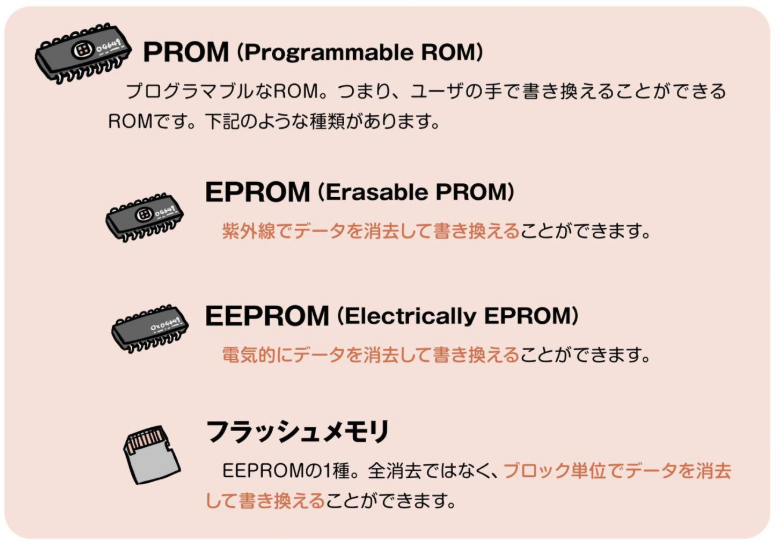 PROM (Programmable ROM)
プログラマブルなROM。つまり、ユーザの手で書き換えることができる
ROMです。下記のような種類があります。
EPROM (Erasable PROM)
紫外線でデータを消去して書き換えることができます。
EEPROM (Electrically EPROM)
電気的にデータを消去して書き換えることができます。
フラッシュメモリ
EEPROMの1種。全消去ではなく、ブロック単位でデータを消去
して書き換えることができます。